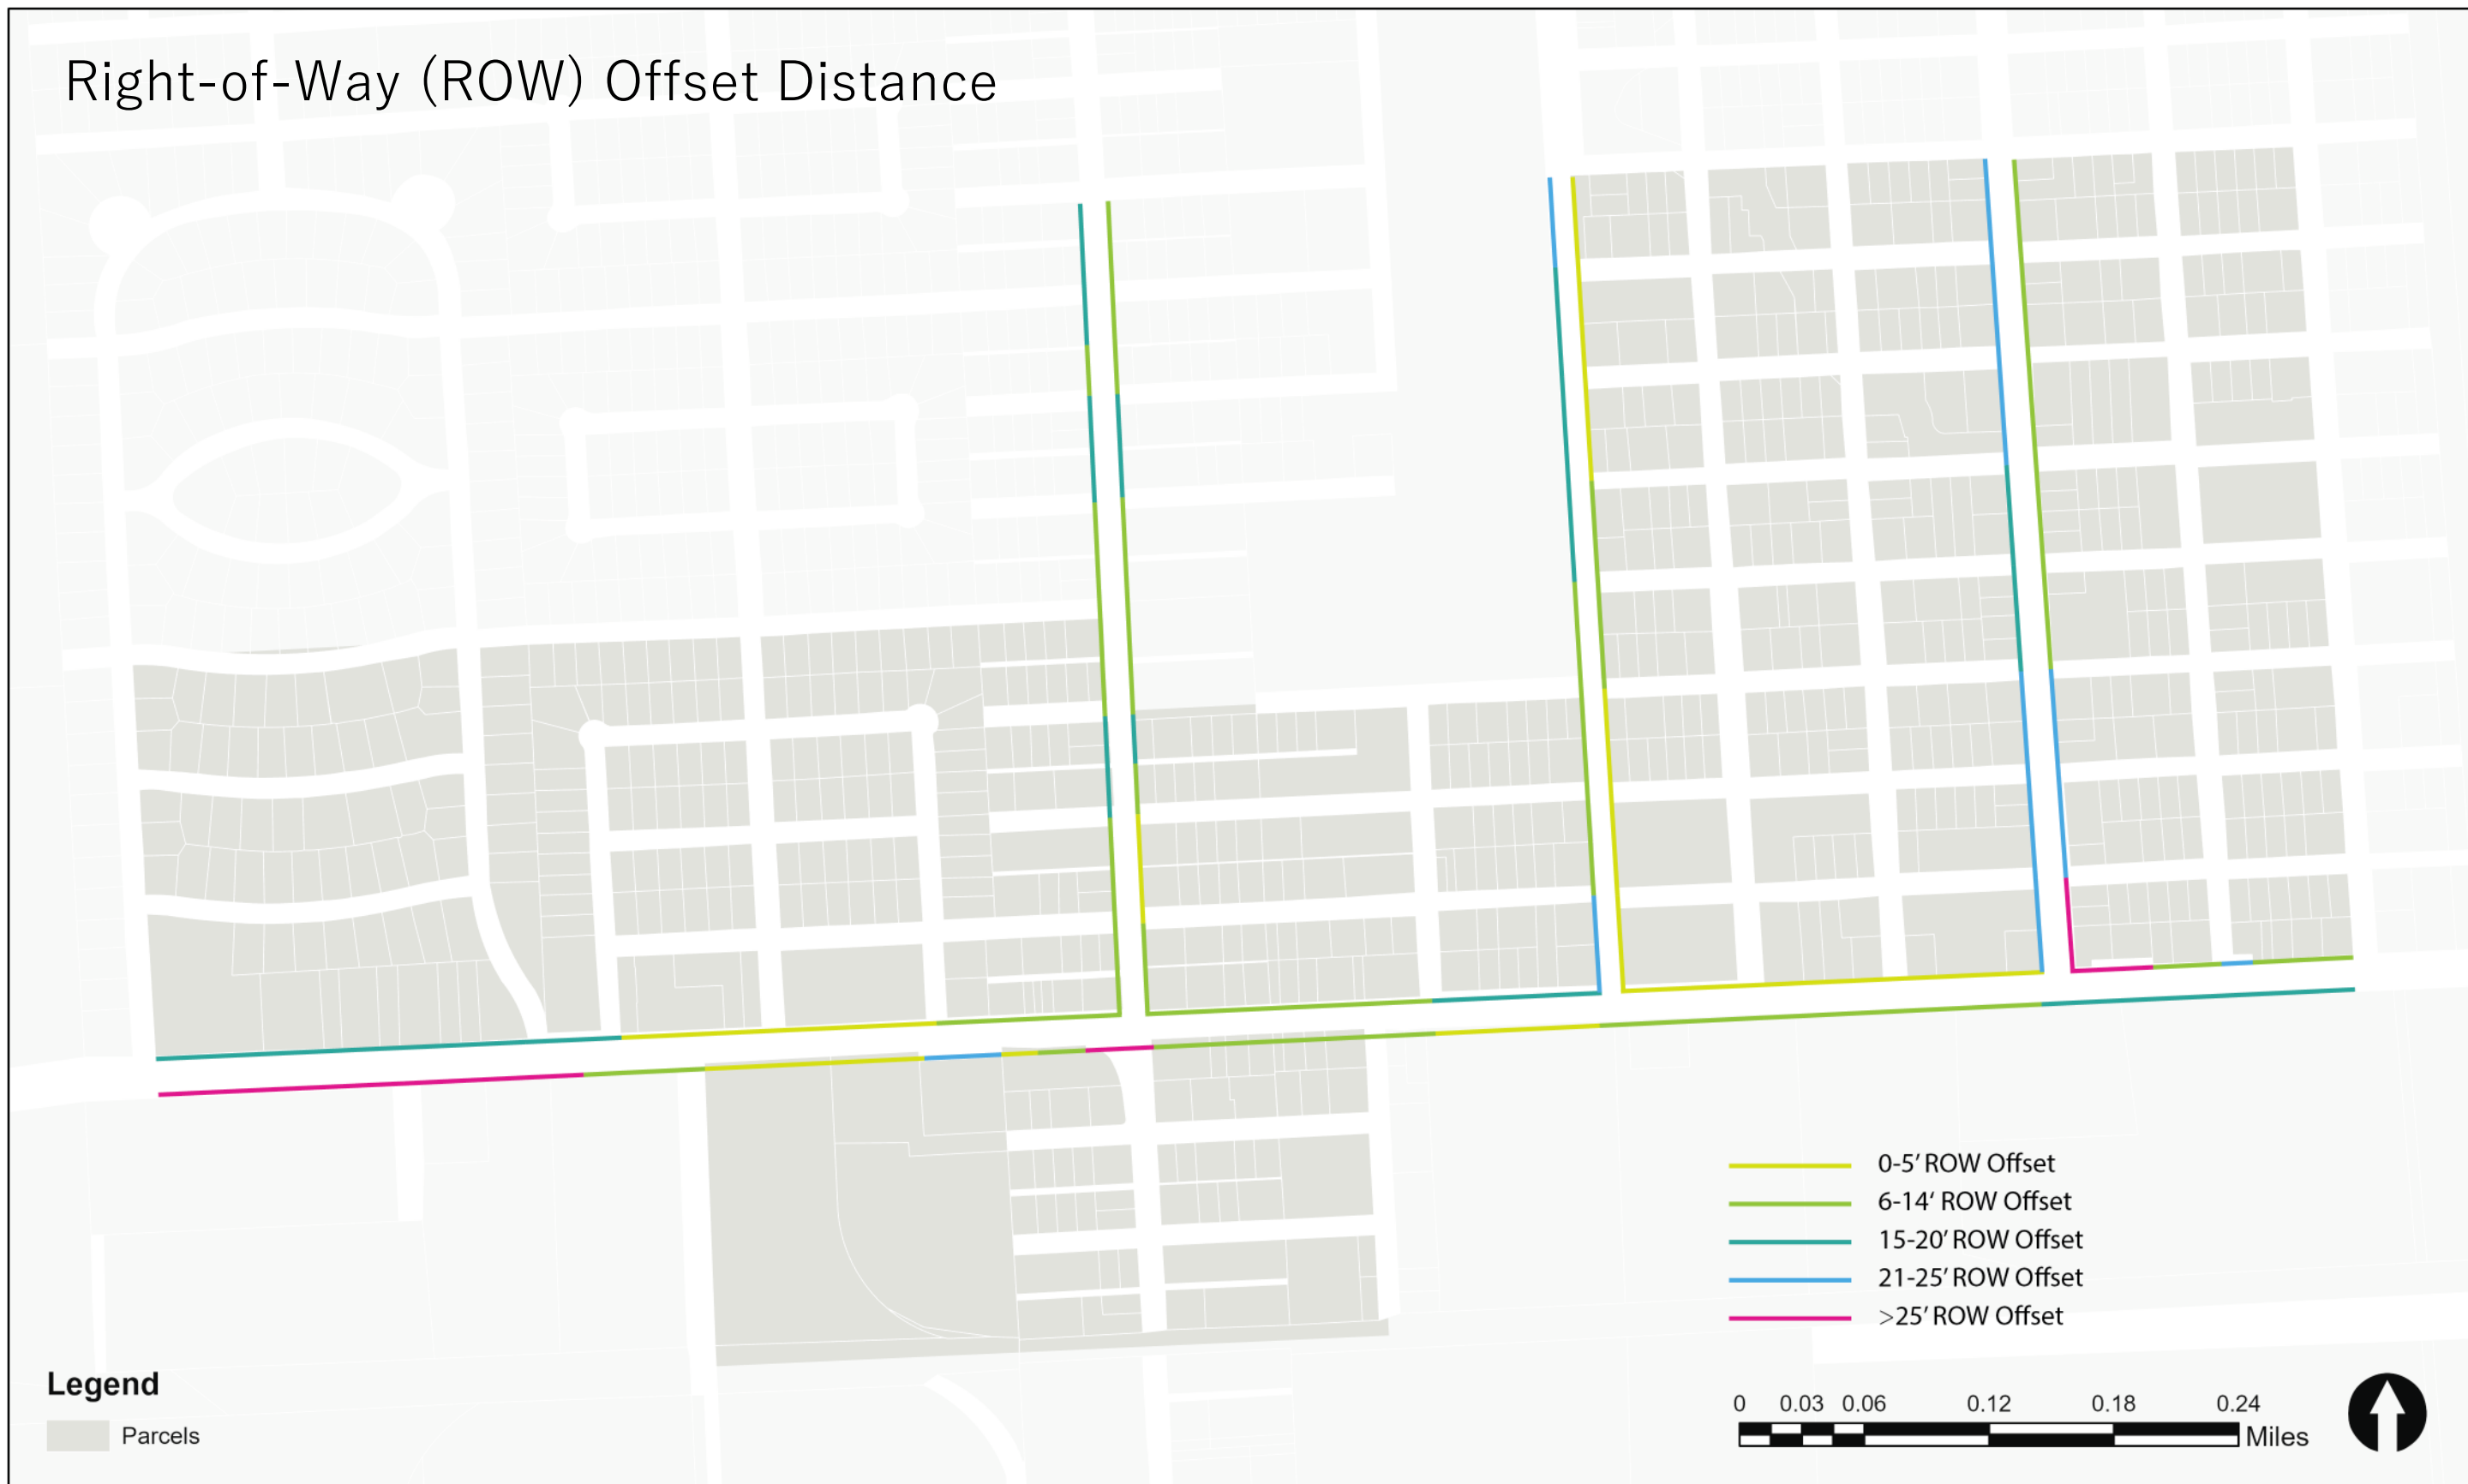 Right-of-Way (ROW) Offset Distance
0-5’ ROW Offset
6-14‘ ROW Offset
15-20’ ROW Offset
21-25’ ROW Offset
>25’ ROW Offset
Legend
Parcels
0 0.03 0.06 0.12 0.18 0.24
Miles